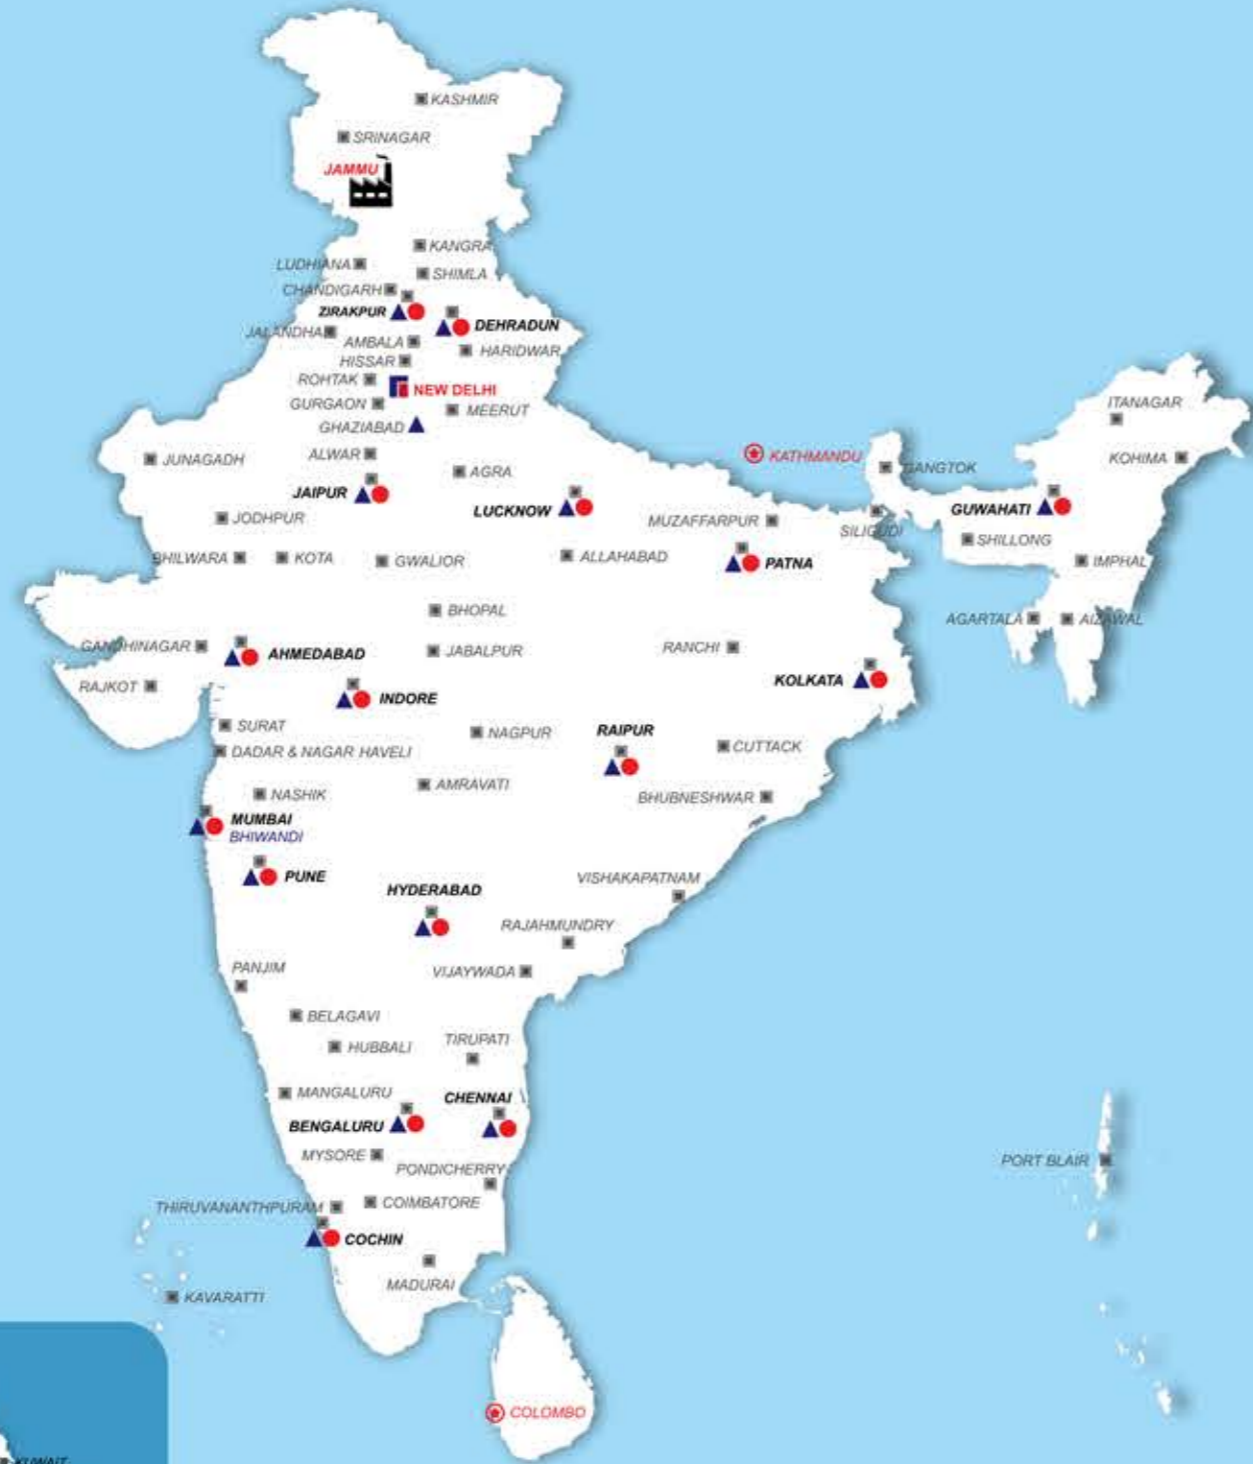 KASHMIR
SRINAGAR
JAMMU
KANGRA
LUDHIANA
SHIMLA
CHANDIGARH
ZIRAKPUR
DEHRADUN
JALANDHA
AMBALA
HARIDWAR
HISSAR
ROHTAK
NEW DELHI
GURGAON
MEERUT
GHAZIABAD
ITANAGAR
JUNAGADH
ALWAR
KATHMANDU
KOHIMA
AGRA
GANGTOK
JAIPUR
LUCKNOW
GUWAHATI
JODHPUR
MUZAFFARPUR
SILIGUDI
SHILLONG
BHILWARA
KOTA
GWALIOR
ALLAHABAD
PATNA
IMPHAL
BHOPAL
AGARTALA
AIZAWAL
GANDHINAGAR
AHMEDABAD
JABALPUR
RANCHI
RAJKOT
INDORE
KOLKATA
SURAT
NAGPUR
RAIPUR
DADAR & NAGAR HAVELI
CUTTACK
NASHIK
AMRAVATI
BHUBNESHWAR
MUMBAI
BHIWANDI
PUNE
HYDERABAD
VISHAKAPATNAM
RAJAHMUNDRY
PANJIM
VIJAYWADA
BELAGAVI
HUBBALI
TIRUPATI
MANGALURU
CHENNAI
BENGALURU
MYSORE
PONDICHERRY
PORT BLAIR
THIRUVANANTHPURAM
COIMBATORE
COCHIN
MADURAI
KAVARATTI
COLOMBO
KUWAIT